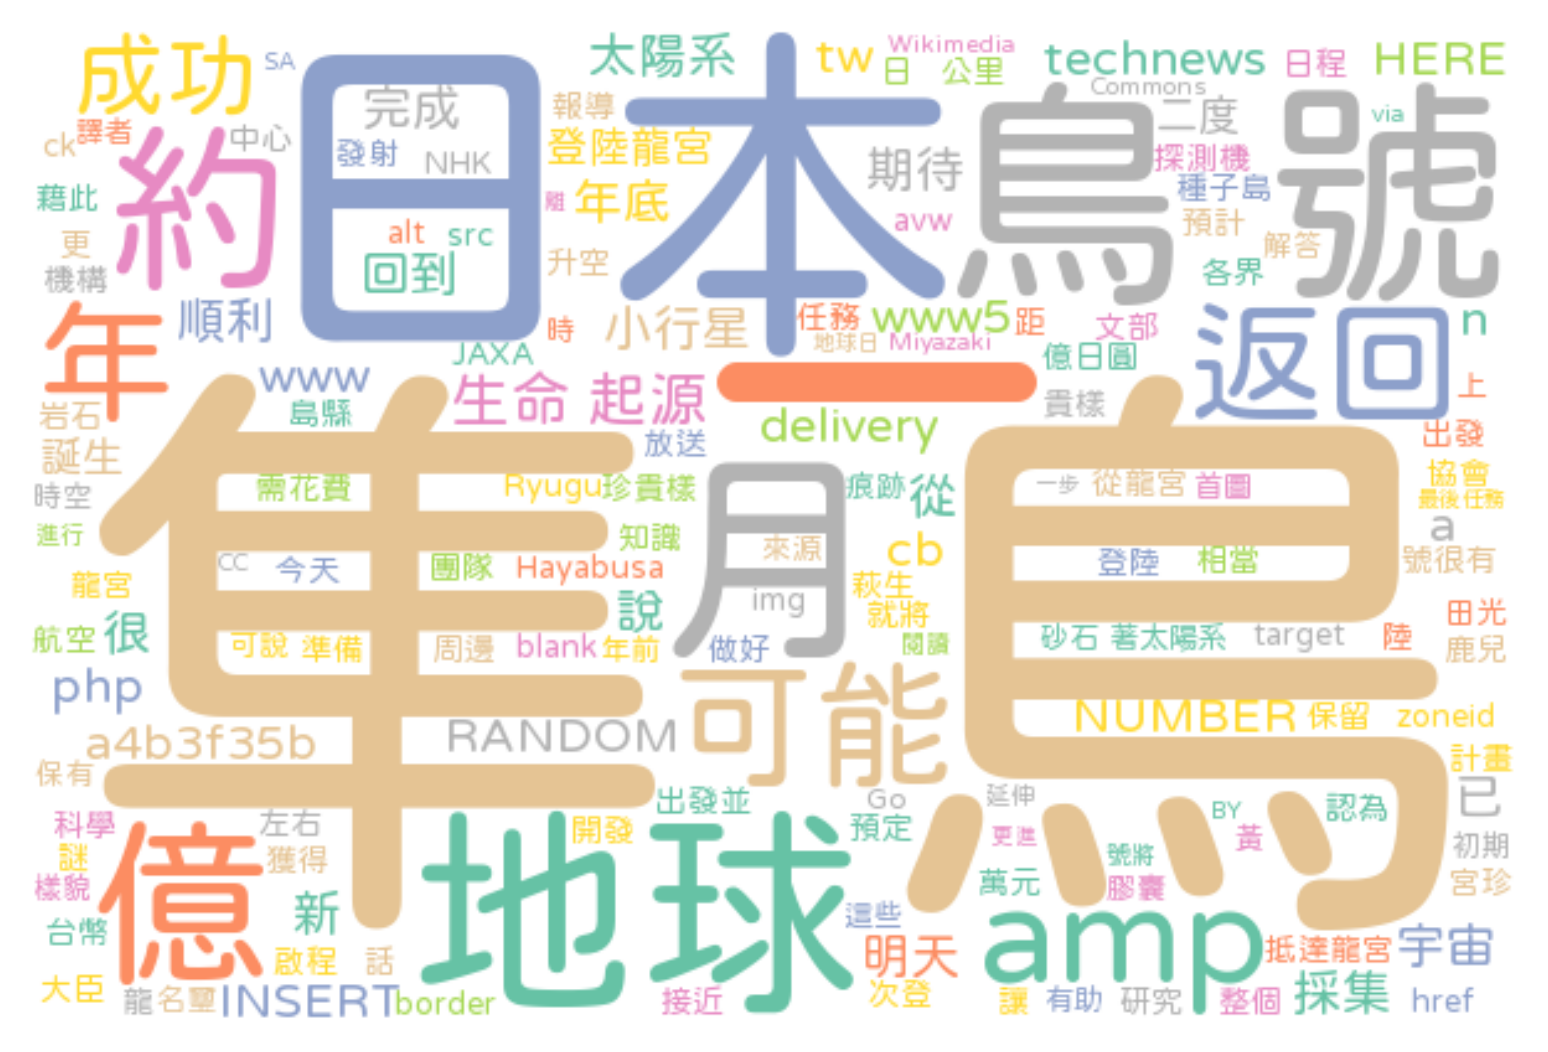 成功 SA 太陽系 tw Wikimedia 日 公里 technews 日程 HERE
完成 報導 Commons 二度 via
ck 譯者 中心 發射 NHK 登陸龍宮 期待 探測機
約 日本 鳥 號
藉此 離 年底 avw 種子島
更 alt src 預計
機構 回到 升空 各界 解答
順利 時 小行星 任務 www5 距 文部 n
年 JAXA 地球日 Miyazaki 億日圓 返回
www 生命 起源 一 上
岩石 島縣 delivery 貴樣
誕生 放送 出發
時空 需花費 Ryugu 珍貴樣 痕跡 從 一步 從龍宮 首圖 協會
最後任務
進行 知識 月 a
隼 鳥
CC 今天 團隊 Hayabusa 來源 cb 登陸 相當 號很有
龍宮 說 img 萩生 田光
航空 很 就將
可說 準備 周邊 blank 年前 做好 閱讀 砂石 著太陽系 target 陸 鹿兒
php 可能
a4b3f35b RANDOM NUMBER 保留 zoneid
保有 計畫
出發並 Go 延伸 已
科學 左右 開發 預定 更進 BY 黃 認為
謎 億 獲得 號將 初期
樣貌 地球 萬元 膠囊 宮珍
台幣 新 這些 amp
啟程 話 明天 抵達龍宮 宇宙
大臣 龍 INSERT border 接近 次登 讓 有助 研究 整個 採集 href